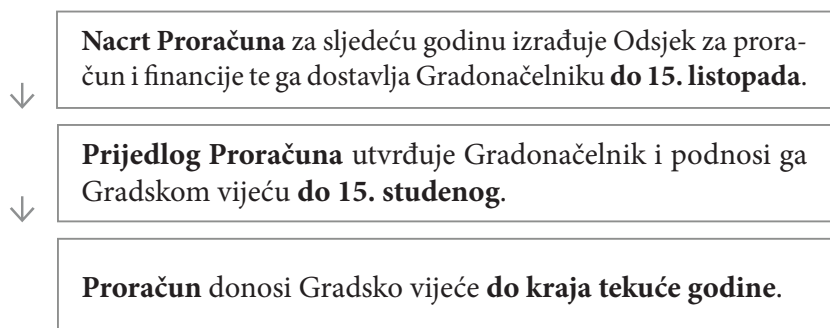 Nacrt Proračuna za sljedeću godinu izrađuje Odsjek za prora-
čun i financije te ga dostavlja Gradonačelniku do 15. listopada.
Prijedlog Proračuna utvrđuje Gradonačelnik i podnosi ga
Gradskom vijeću do 15. studenog.
Proračun donosi Gradsko vijeće do kraja tekuće godine.